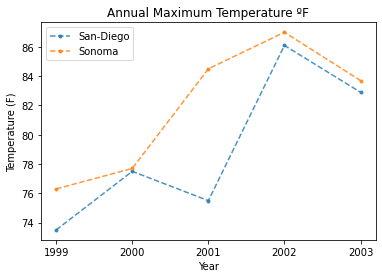 Annual Maximum Temperature ºF
San-Diego
Sonoma
Temperature (F)
86
84
82
80
78
76
74
1999
2000
2001
2002
2003
Year